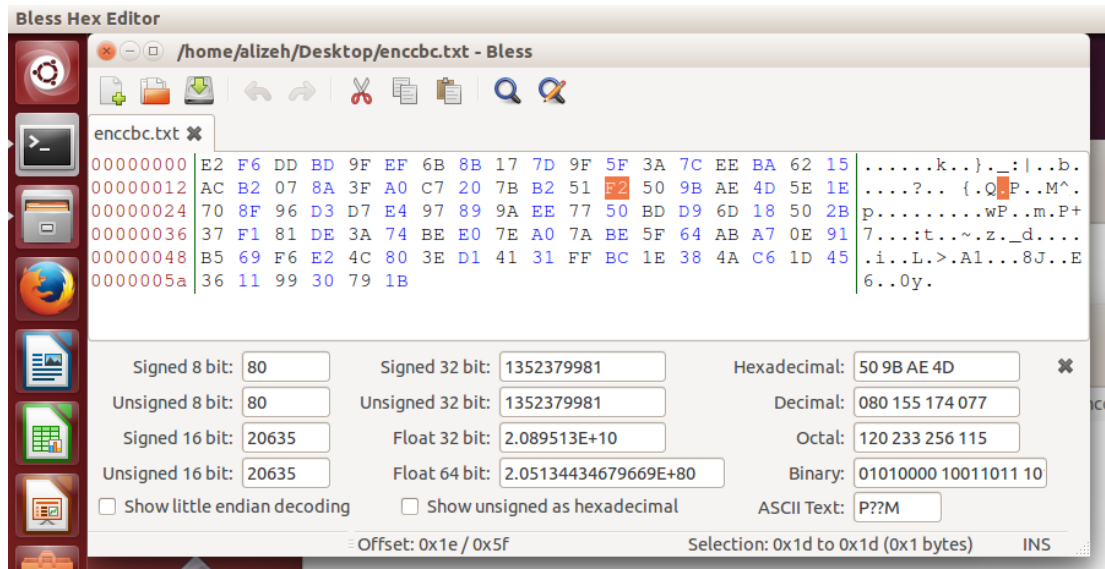 Bless Hex Editor
/home/alizeh/Desktop/enccbc.txt - Bless
enccbc.txt
00000000 E2 F6 DD BD 9F EF 6B 8B 17 7D 9F 5F 3A 7C EE BA 62 15 ......k..}._:|..b.
00000012 AC B2 07 8A 3F A0 C7 20 7B B2 51 F2 50 9B AE 4D 5E 1E ....?.. {.Q.P..M^.
00000024 70 8F 96 D3 D7 E4 97 89 9A EE 77 50 BD D9 6D 18 50 2B p.........wP..m.P+
00000036 37 F1 81 DE 3A 74 BE E0 7E A0 7A BE 5F 64 AB A7 0E 91 7...:t..~.z._d....
00000048 B5 69 F6 E2 4C 80 3E D1 41 31 FF BC 1E 38 4A C6 1D 45 .i..L.>.A1...8J..E
0000005a 36 11 99 30 79 1B 6..0y.
Signed 8 bit: 80 Signed 32 bit: 1352379981 Hexadecimal: 50 9B AE 4D
Unsigned 8 bit: 80 Unsigned 32 bit: 1352379981 Decimal: 080 155 174 077
Signed 16 bit: 20635 Float 32 bit: 2.089513E+10 Octal: 120 233 256 115
Unsigned 16 bit: 20635 Float 64 bit: 2.05134434679669E+80 Binary: 01010000 10011011 10
Show little endian decoding Show unsigned as hexadecimal ASCII Text: P??M
Offset: 0x1e / 0x5f Selection: 0x1d to 0x1d (0x1 bytes) INS